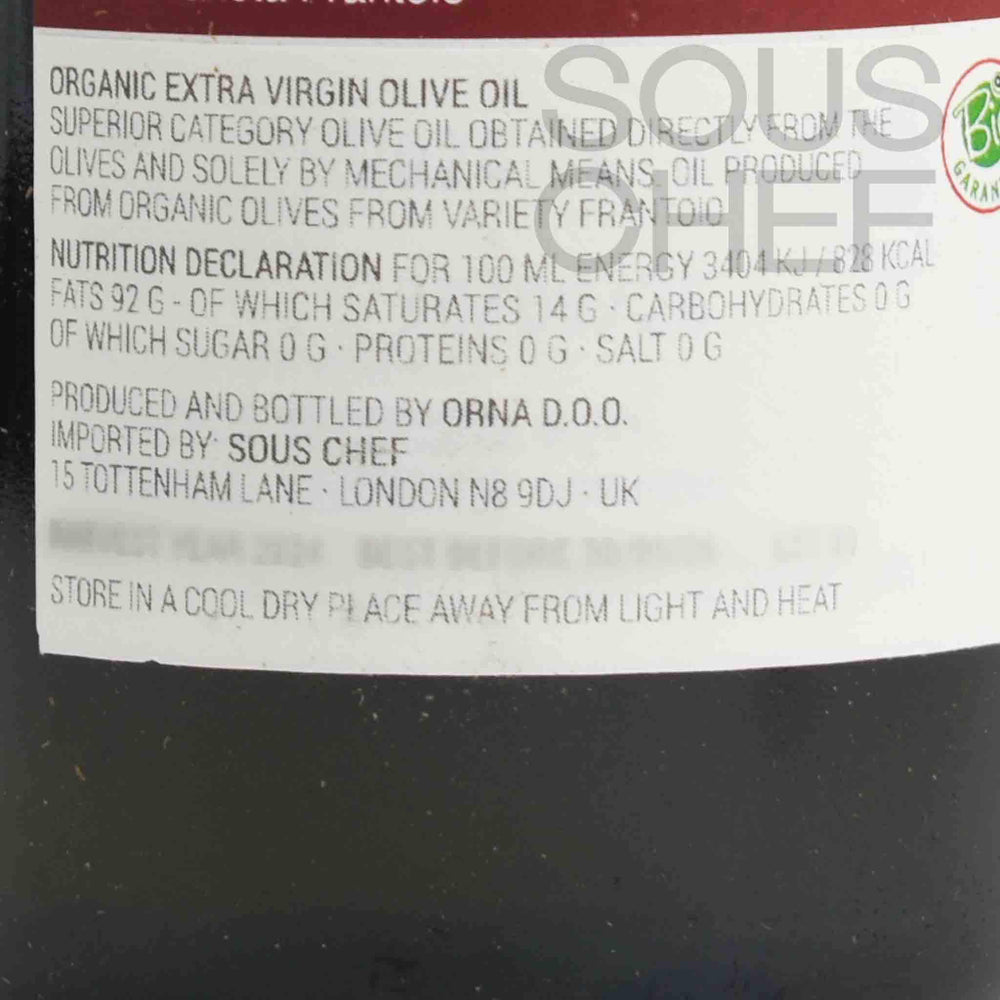 ORGANIC EXTRA VIRGIN OLIVE OIL
SUPERIOR CATEGORY OLIVE OIL OBTAINED DIRECTLY FROM THE
OLIVES AND SOLELY BY MECHANICAL MEANS. OIL PRODUCED
FROM ORGANIC OLIVES FROM VARIETY FRANTOIO
NUTRITION DECLARATION FOR 100 ML ENERGY 3404 KJ / 828 KCAL
FATS 92 G - OF WHICH SATURATES 14 G · CARBOHYDRATES 0 G
OF WHICH SUGAR 0 G · PROTEINS 0 G · SALT 0 G
PRODUCED AND BOTTLED BY ORNA D.O.O.
IMPORTED BY: SOUS CHEF
15 TOTTENHAM LANE · LONDON N8 9DJ · UK
STORE IN A COOL DRY PLACE AWAY FROM LIGHT AND HEAT
SOUS
CHEF